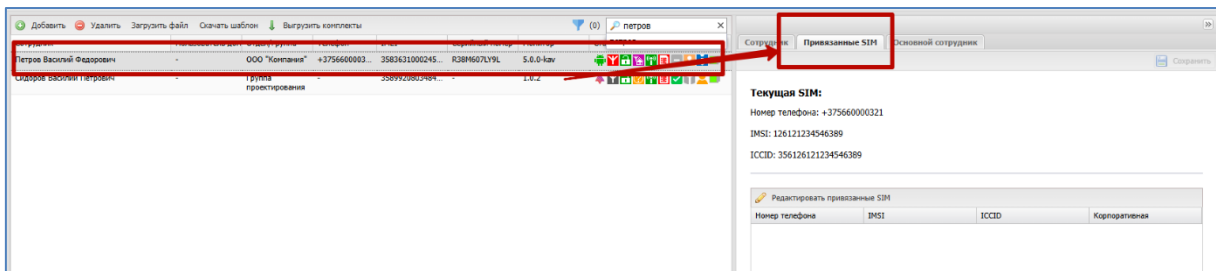 Добавить Удалить Загрузить файл Скачать шаблон Выгрузить комплекты (0) петров ×
Сотрудник Привязанные SIM Основной сотрудник
Сохранить
Петров Василий Федорович - ООО "Компания" +3756600003... 3583631000245... R38M607LY9L 5.0.0-kav
Сидоров Василий Петрович - Группа проектирования - 3589920803484... - 1.0.2
Текущая SIM:
Номер телефона: +375660000321
IMSI: 126121234546389
ICCID: 356126121234546389
Редактировать привязанные SIM
Номер телефона IMSI ICCID Корпоративная